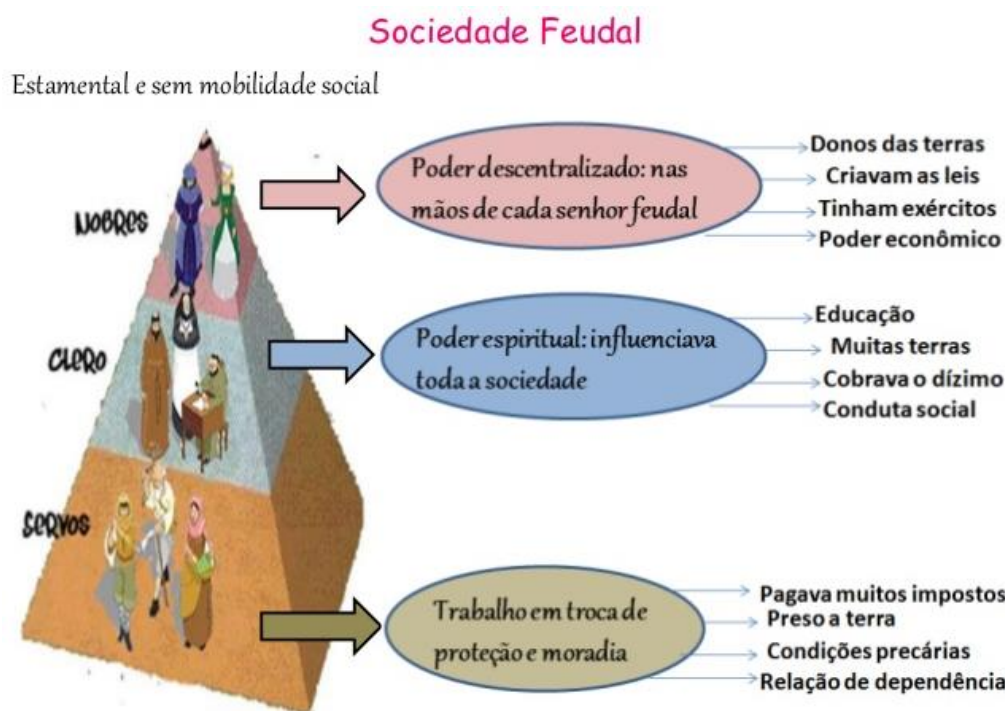 Sociedade Feudal
Estamental e sem mobilidade social
NOBRES
Poder descentralizado: nas
mãos de cada senhor feudal
Donos das terras
Criavam as leis
Tinham exércitos
Poder econômico
CLERO
Poder espiritual: influenciava
toda a sociedade
Educação
Muitas terras
Cobrava o dízimo
Conduta social
SERVOS
Trabalho em troca de
proteção e moradia
Pagava muitos impostos
Preso a terra
Condições precárias
Relação de dependência